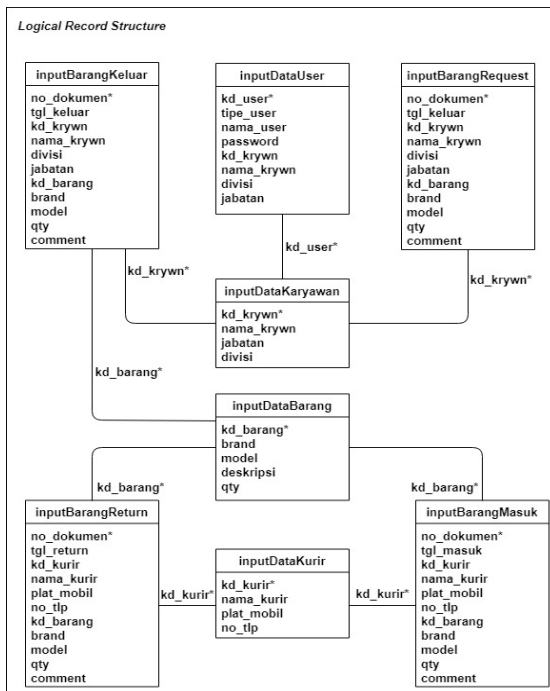 Logical Record Structure
inputBarangKeluar
no_dokumen*
tgl_keluar
kd_krywn
nama_krywn
divisi
jabatan
kd_barang
brand
model
qty
comment
inputDataUser
kd_user*
tipe_user
nama_user
password
kd_krywn
nama_krywn
divisi
jabatan
inputBarangRequest
no_dokumen*
tgl_keluar
kd_krywn
nama_krywn
divisi
jabatan
kd_barang
brand
model
qty
comment
kd_user*
kd_krywn*
kd_krywn*
inputDataKaryawan
kd_krywn*
nama_krywn
jabatan
divisi
kd_barang*
inputDataBarang
kd_barang*
brand
model
deskripsi
qty
kd_barang*
kd_barang*
inputBarangReturn
no_dokumen*
tgl_return
kd_kurir
nama_kurir
plat_mobil
no_tlp
kd_barang
brand
model
qty
comment
kd_kurir*
inputDataKurir
kd_kurir*
nama_kurir
plat_mobil
no_tlp
kd_kurir*
inputBarangMasuk
no_dokumen*
tgl_masuk
kd_kurir
nama_kurir
plat_mobil
no_tlp
kd_barang
brand
model
qty
comment